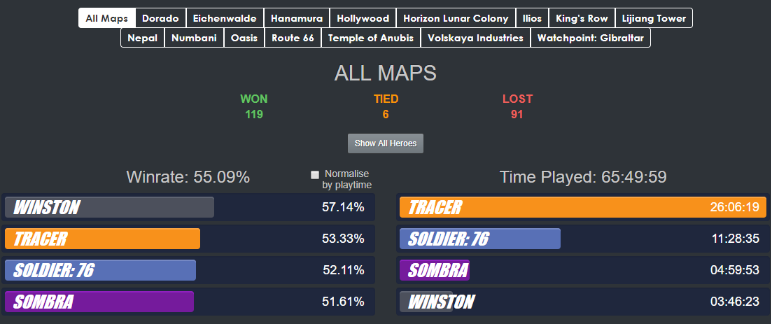 All Maps Dorado Eichenwalde Hanamura Hollywood Horizon Lunar Colony Ilios King's Row Lijiang Tower
Nepal Numbani Oasis Route 66 Temple of Anubis Volskaya Industries Watchpoint: Gibraltar
ALL MAPS
WON TIED LOST
119 6 91
Show All Heroes
Winrate: 55.09% Normalise by playtime Time Played: 65:49:59
WINSTON 57.14% TRACER 26:06:19
TRACER 53.33% SOLDIER: 76 11:28:35
SOLDIER: 76 52.11% SOMBRA 04:59:53
SOMBRA 51.61% WINSTON 03:46:23